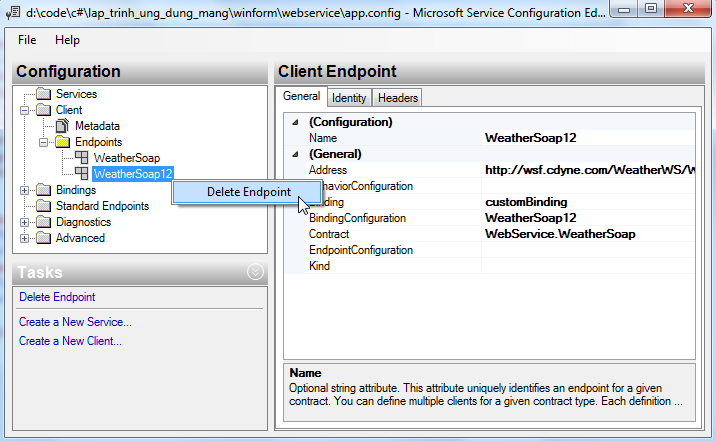 d:\code\c#\lap_trinh_ung_dung_mang\winform\webservice\app.config - Microsoft Service Configuration Ed...
File Help
Configuration
Services
Client
Metadata
Endpoints
WeatherSoap
WeatherSoap12
Delete Endpoint
Bindings
Standard Endpoints
Diagnostics
Advanced
Tasks
Delete Endpoint
Create a New Service...
Create a New Client...
Client Endpoint
General Identity Headers
(Configuration)
Name WeatherSoap12
(General)
Address http://wsf.cdyne.com/WeatherWS/W
ehaviorConfiguration
Binding customBinding
BindingConfiguration WeatherSoap12
Contract WebService.WeatherSoap
EndpointConfiguration
Kind
Name
Optional string attribute. This attribute uniquely identifies an endpoint for a given
contract. You can define multiple clients for a given contract type. Each definition ...